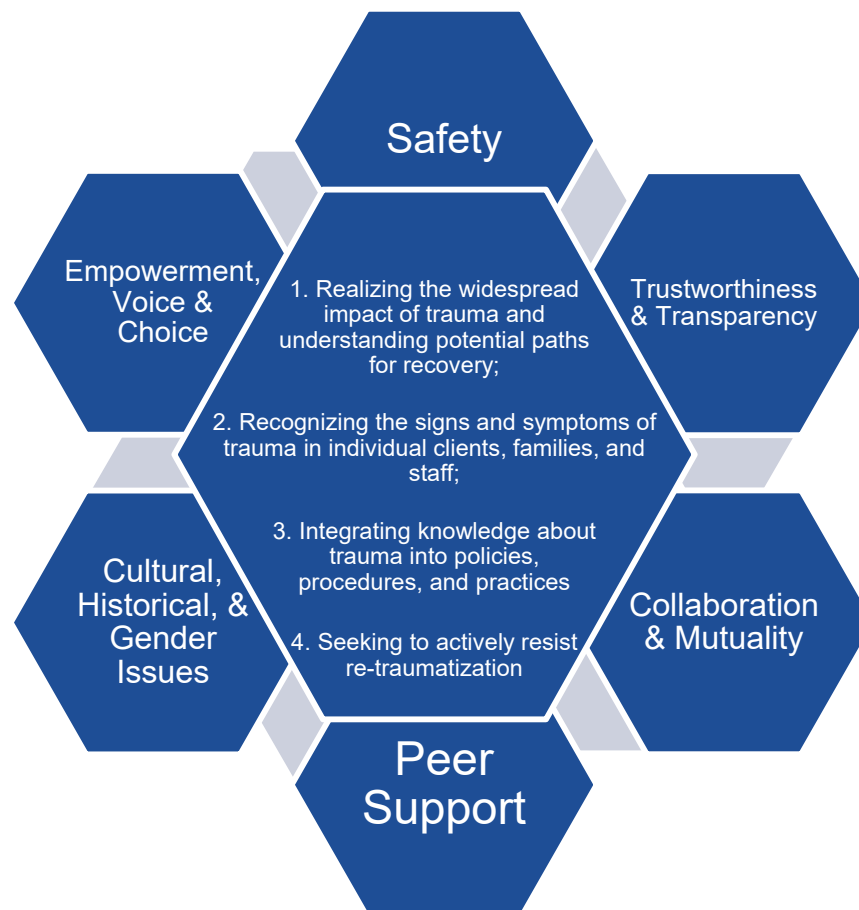 Safety
Empowerment,
Voice &
Choice
1. Realizing the widespread
impact of trauma and
understanding potential paths
for recovery;
2. Recognizing the signs and symptoms of
trauma in individual clients, families, and
staff;
3. Integrating knowledge about
trauma into policies,
procedures, and practices
4. Seeking to actively resist
re-traumatization
Trustworthiness
& Transparency
Cultural,
Historical, &
Gender
Issues
Collaboration
& Mutuality
Peer
Support